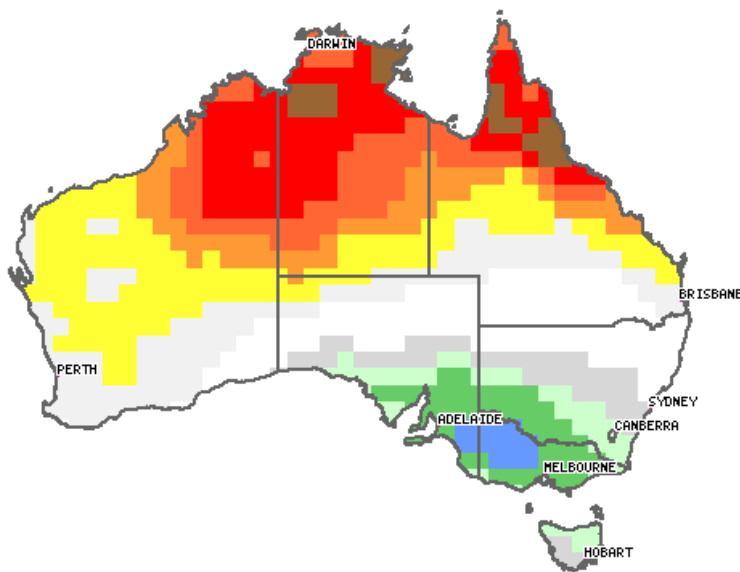 DARWIN
BRISBANE
PERTH
SYDNEY
ADELAIDE
CANBERRA
MELBOURNE
HOBART